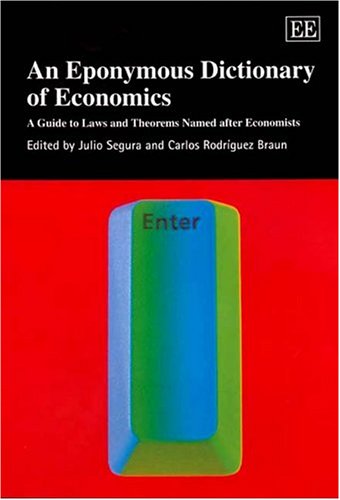 EE
An Eponymous Dictionary
of Economics
A Guide to Laws and Theorems Named after Economists
Edited by Julio Segura and Carlos Rodríguez Braun
Enter